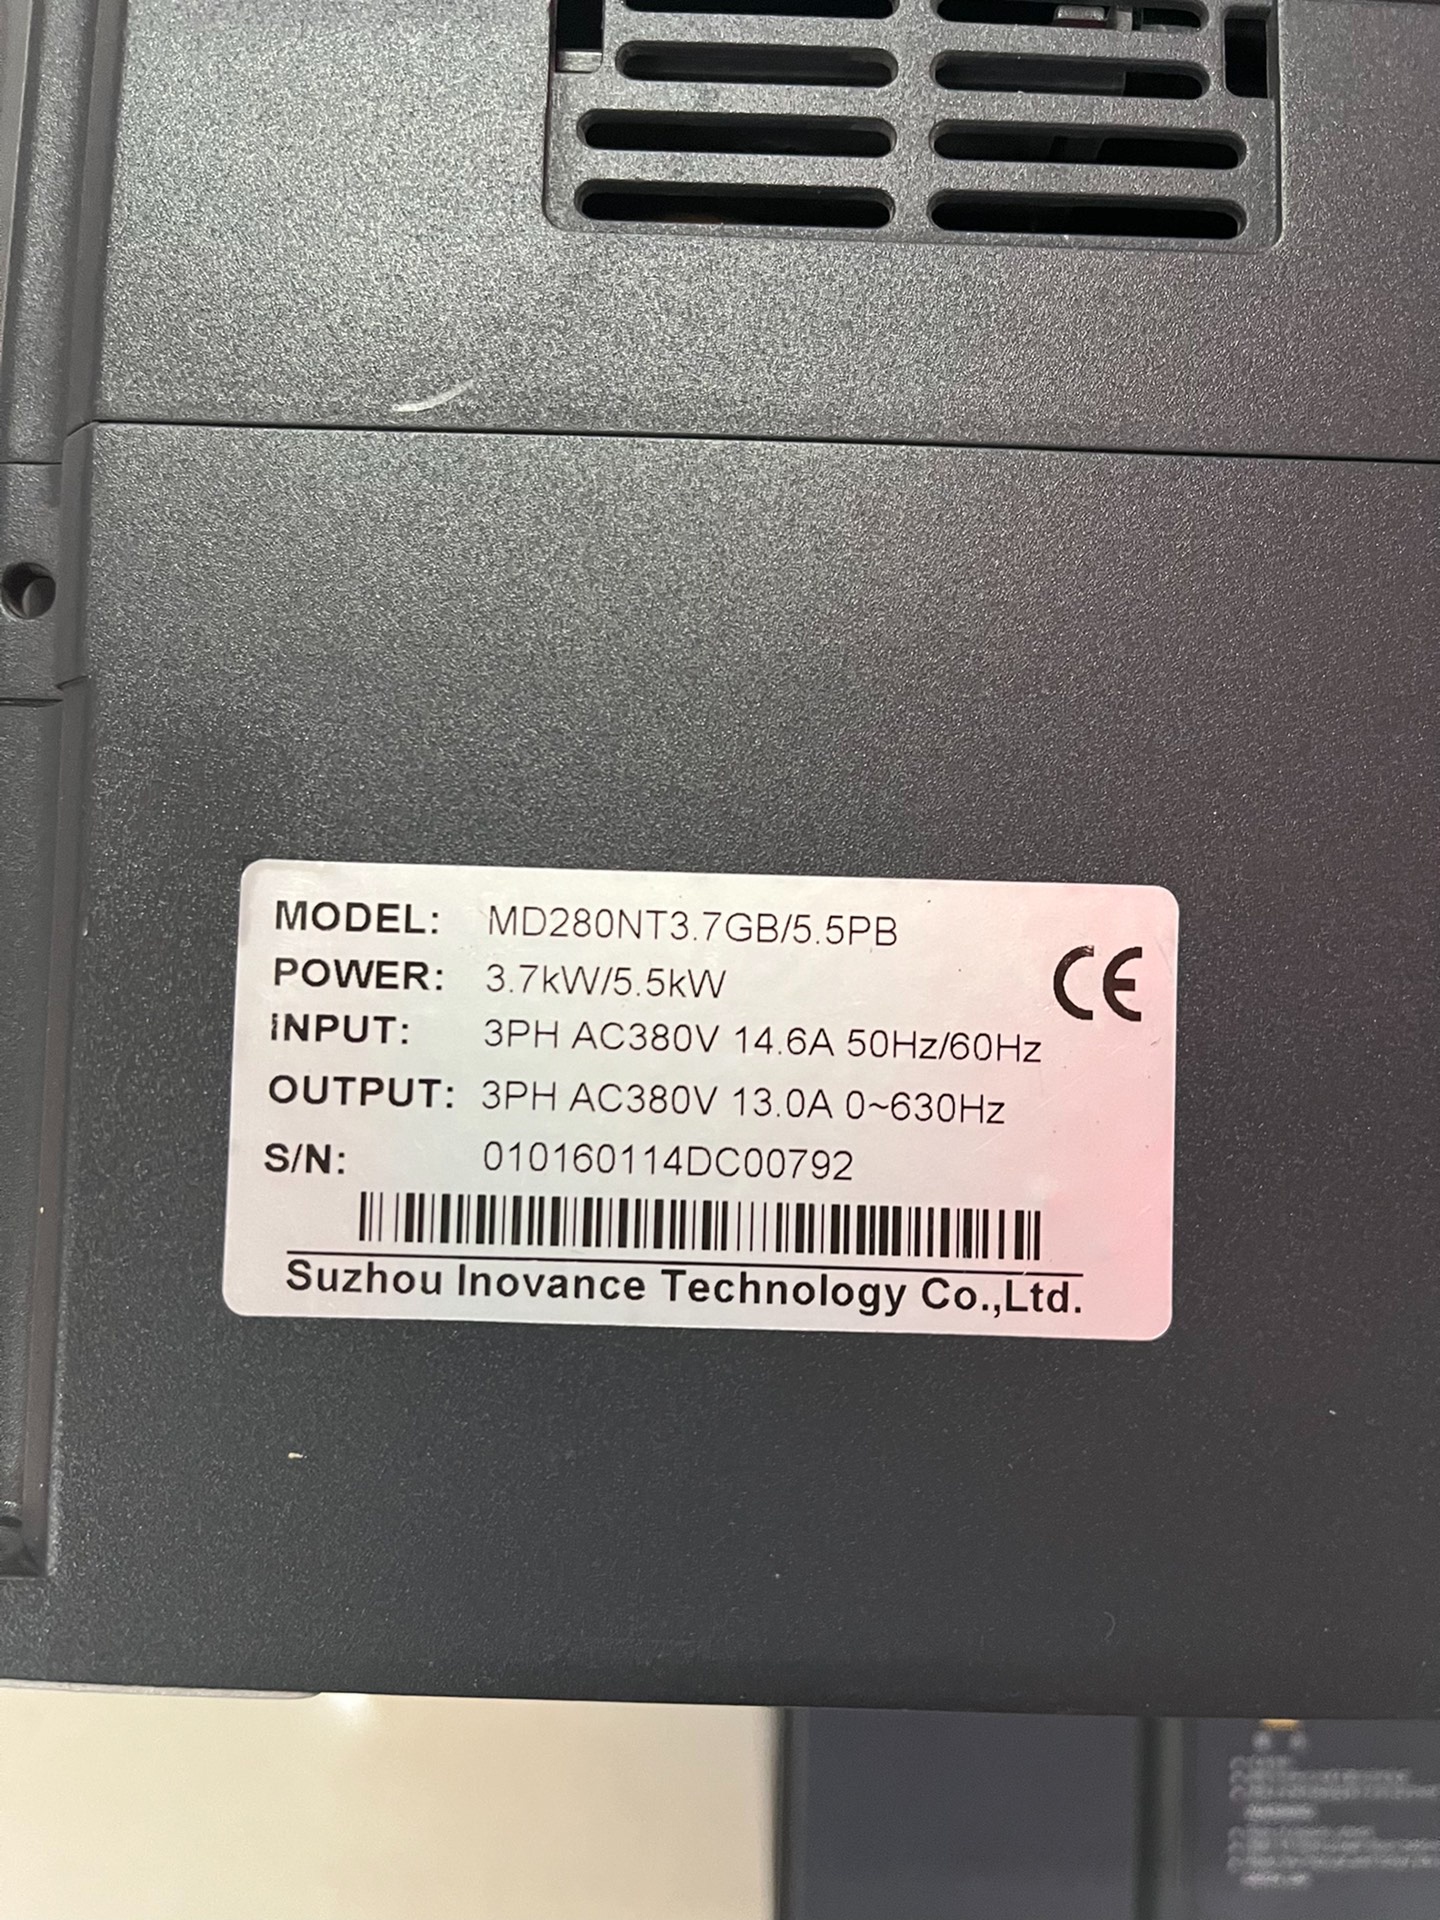 MODEL: MD280NT3.7GB/5.5PB
POWER: 3.7kW/5.5kW
INPUT: 3PH AC380V 14.6A 50Hz/60Hz
OUTPUT: 3PH AC380V 13.0A 0~630Hz
S/N: 010160114DC00792
CE
Suzhou Inovance Technology Co.,Ltd.